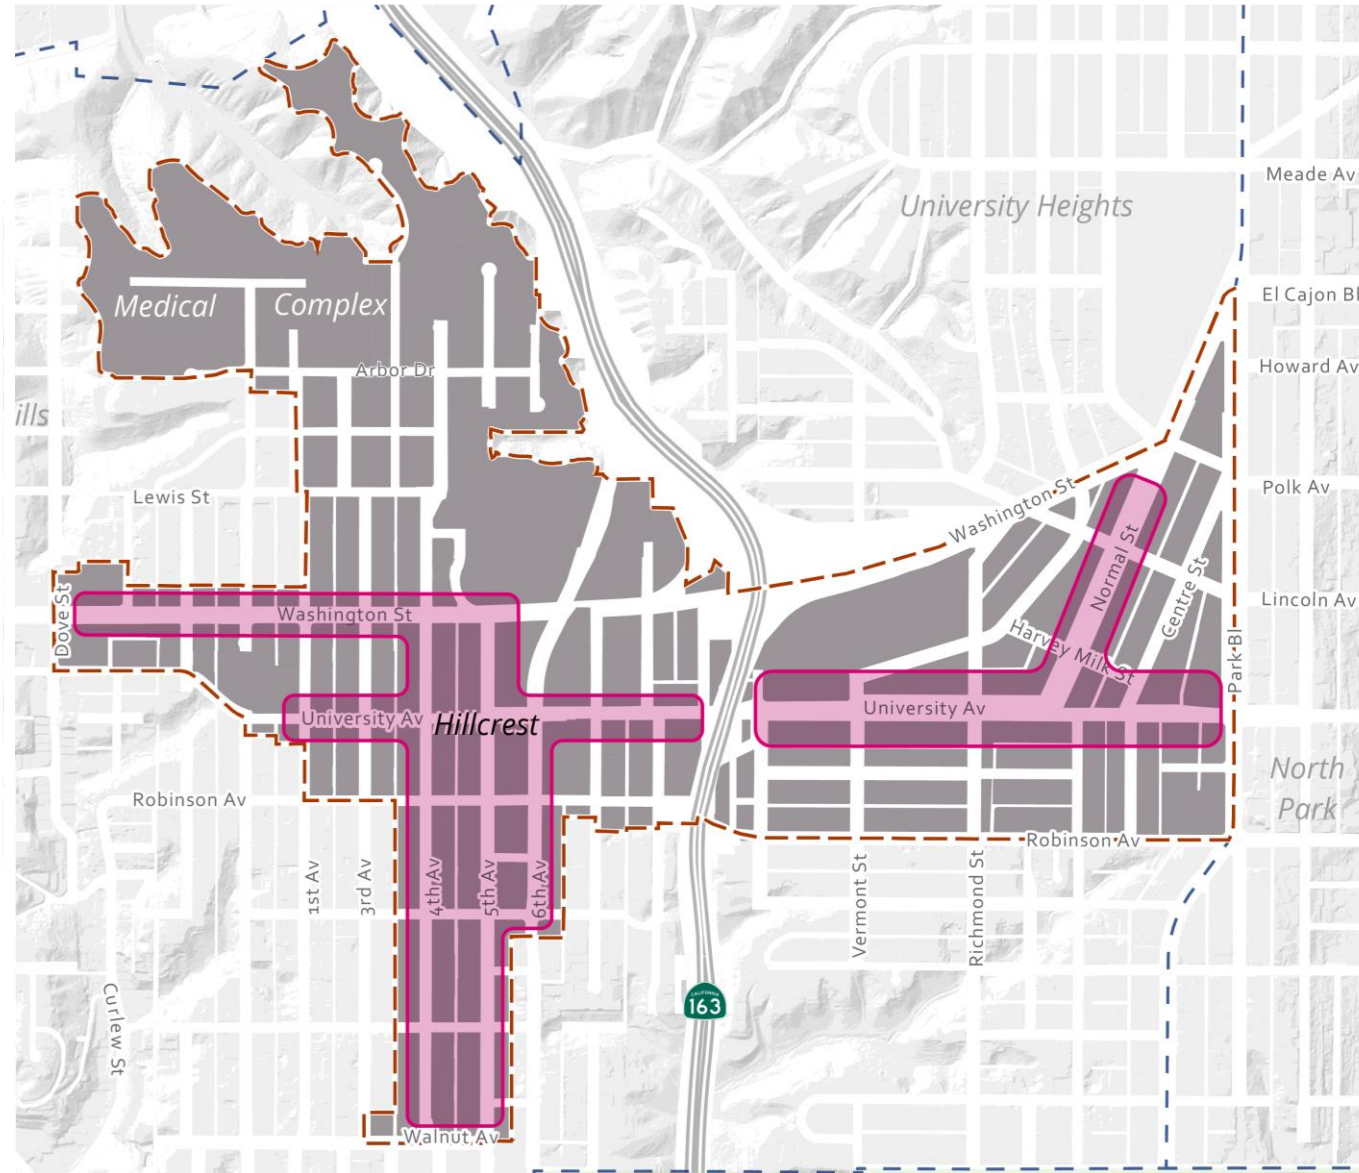 Meade Av
University Heights
El Cajon Bl
Medical
Complex
Howard Av
Arbor Dr
ills
Polk Av
Lewis St
Washington St
Normal St
Centre St
Lincoln Av
Dove St
Washington St
Harvey Milk St
Park Bl
University Av
Hillcrest
University Av
North
Park
Robinson Av
Robinson Av
1st Av
3rd Av
4th Av
5th Av
6th Av
Vermont St
Richmond St
CALIFORNIA
163
Curlew St
Walnut Av